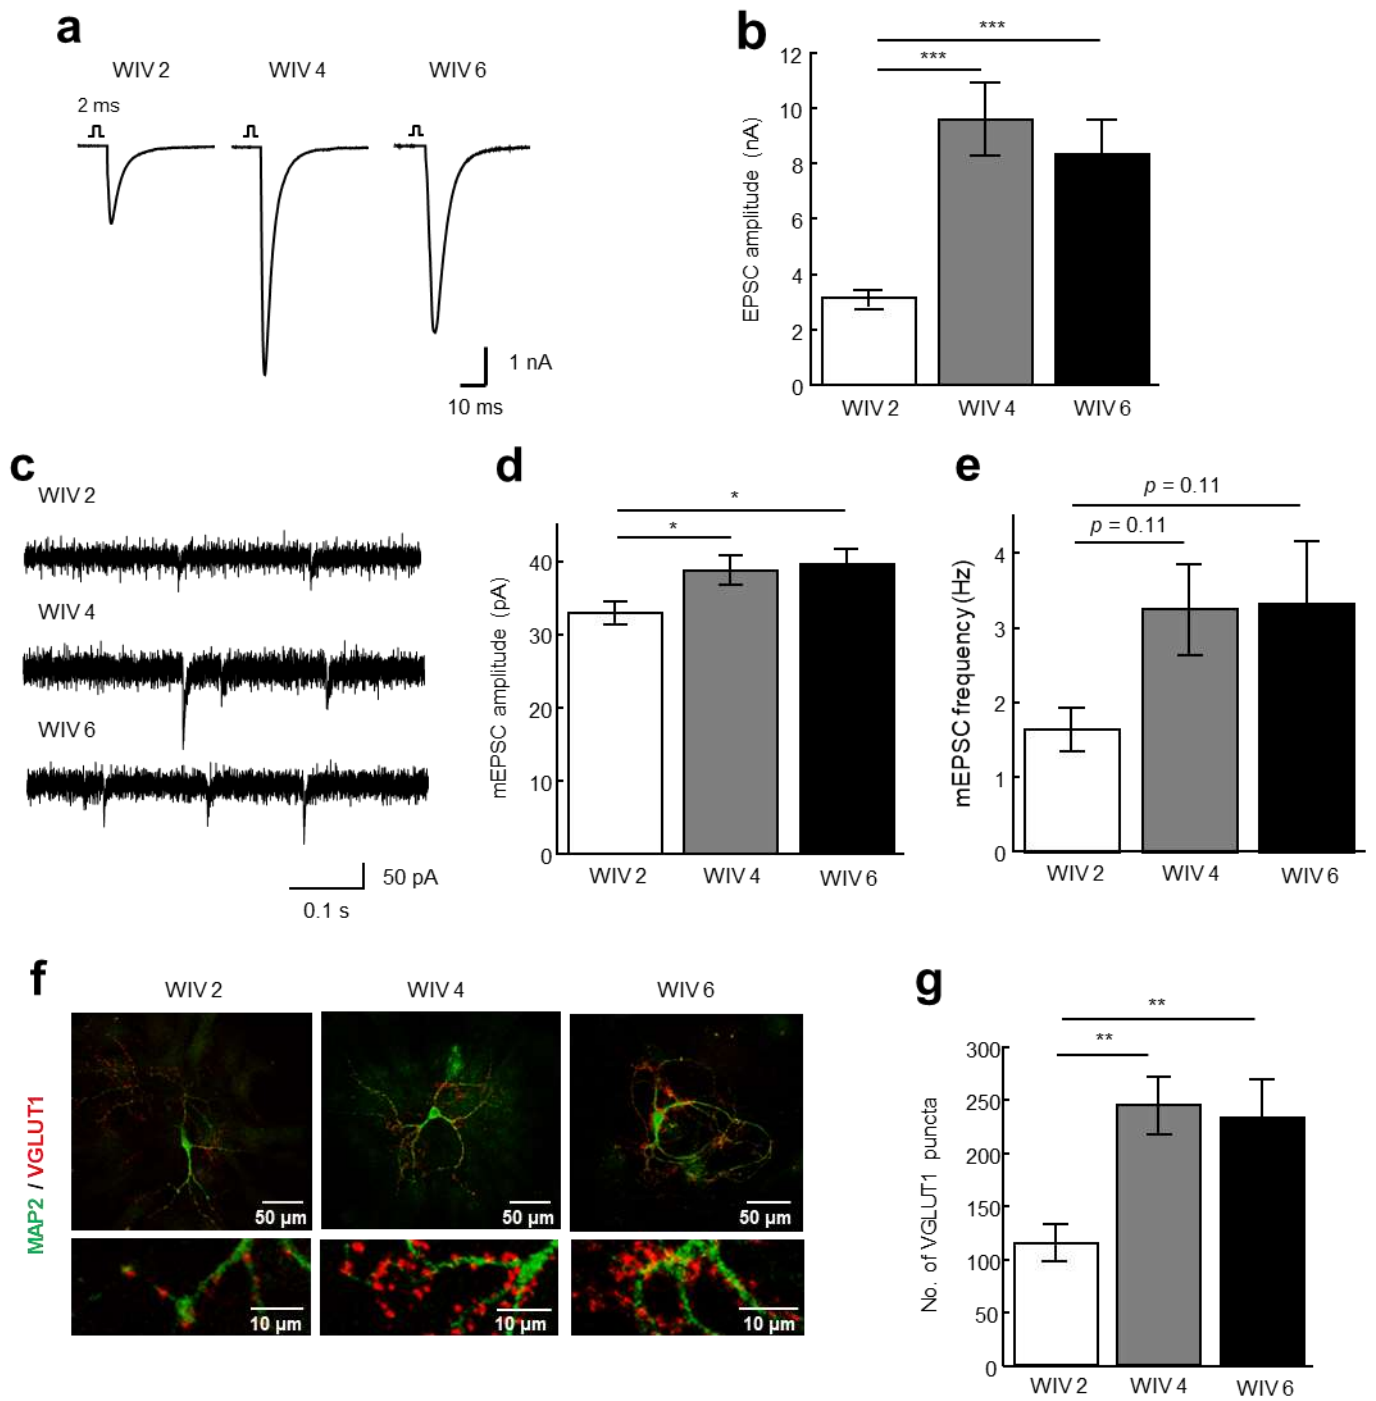 a
WIV 2
WIV 4
WIV 6
2 ms
1 nA
10 ms
b
***
***
12
10
8
6
4
2
0
EPSC amplitude (nA)
WIV 2
WIV 4
WIV 6
c
WIV 2
WIV 4
WIV 6
50 pA
0.1 s
d
*
*
40
30
20
10
0
mEPSC amplitude (pA)
WIV 2
WIV 4
WIV 6
e
p = 0.11
p = 0.11
4
3
2
1
0
mEPSC frequency (Hz)
WIV 2
WIV 4
WIV 6
f
WIV 2
WIV 4
WIV 6
MAP2 / VGLUT1
50 µm
50 µm
50 µm
10 µm
10 µm
10 µm
g
**
**
300
250
200
150
100
50
0
No. of VGLUT1 puncta
WIV 2
WIV 4
WIV 6